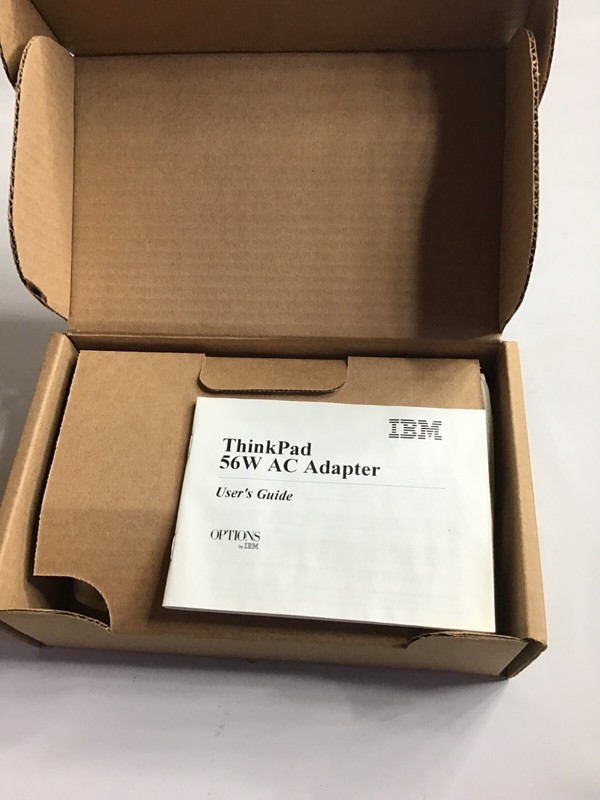 IBM
ThinkPad
56W AC Adapter
User's Guide
OPTIONS
by IBM